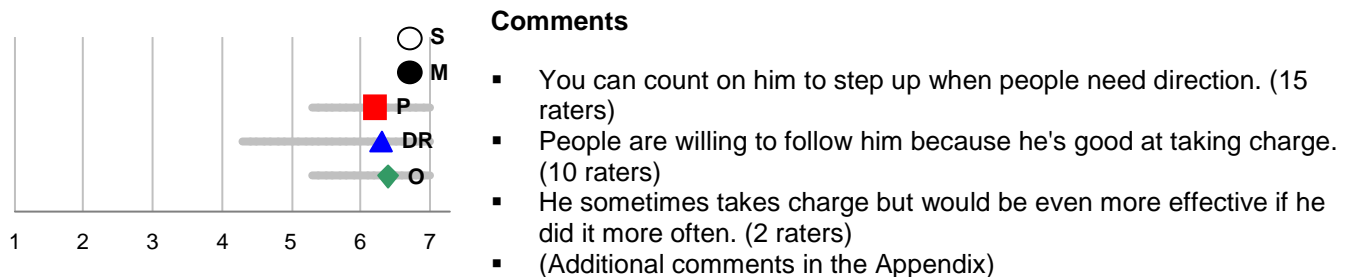 Comments
S
M
P
DR
O
1 2 3 4 5 6 7
▪ You can count on him to step up when people need direction. (15
raters)
▪ People are willing to follow him because he's good at taking charge.
(10 raters)
▪ He sometimes takes charge but would be even more effective if he
did it more often. (2 raters)
▪ (Additional comments in the Appendix)